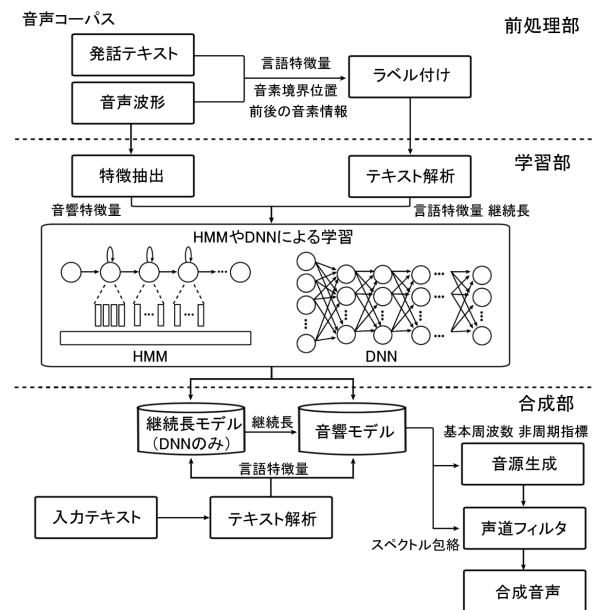 音声コーパス
前処理部
発話テキスト
言語特徴量
ラベル付け
音声波形
音素境界位置
前後の音素情報
学習部
特徴抽出
テキスト解析
音響特徴量
言語特徴量 継続長
HMMやDNNによる学習
HMM
DNN
合成部
継続長モデル
(DNNのみ)
継続長
音響モデル
基本周波数 非周期指標
音源生成
言語特徴量
入力テキスト
テキスト解析
声道フィルタ
スペクトル包絡
合成音声